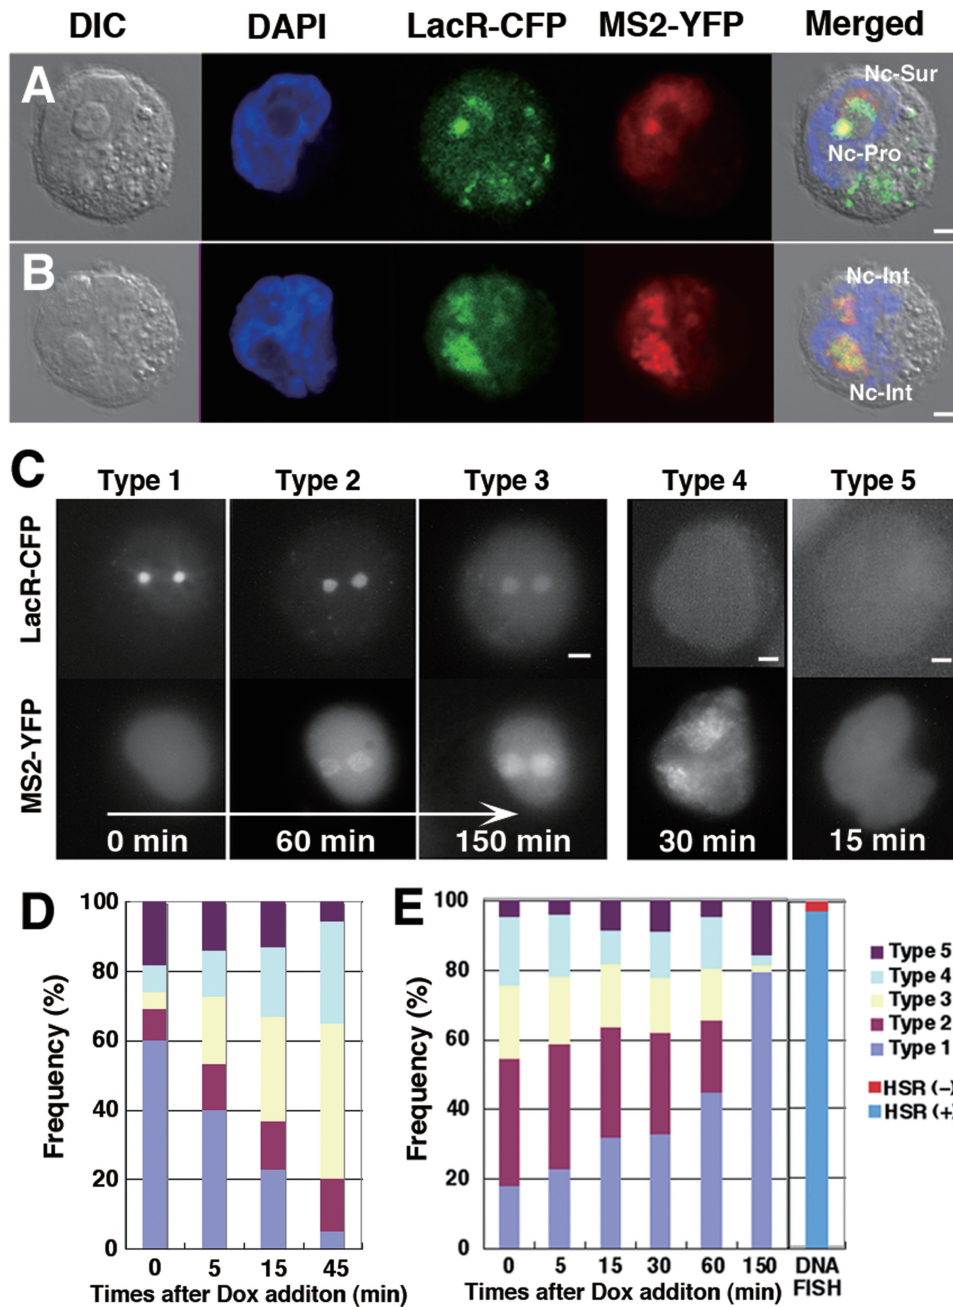 DIC DAPI LacR-CFP MS2-YFP Merged
A
Nc-Sur
Nc-Pro
B
Nc-Int
Nc-Int
C
Type 1 Type 2 Type 3 Type 4 Type 5
LacR-CFP
MS2-YFP
0 min 60 min 150 min 30 min 15 min
D
Frequency (%)
100
80
60
40
20
0
0 5 15 45
Times after Dox additon (min)
E
Frequency (%)
100
80
60
40
20
0
0 5 15 30 60 150 DNA
FISH
Times after Dox additon (min)
Type 5
Type 4
Type 3
Type 2
Type 1
HSR (–)
HSR (+)